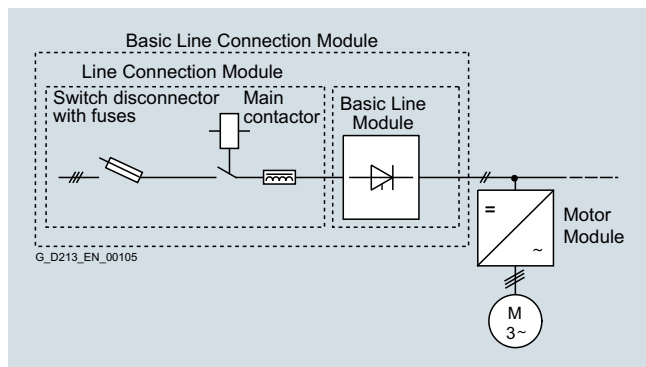 Basic Line Connection Module
Line Connection Module
Switch disconnector
with fuses
Main
contactor
Basic Line
Module
=
~
Motor
Module
G_D213_EN_00105
M
3~